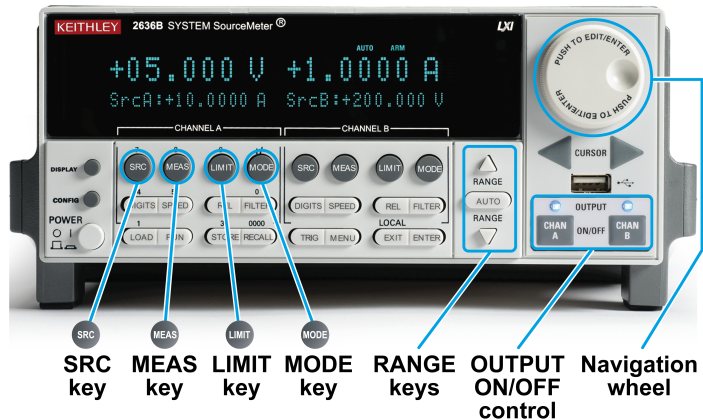 KEITHLEY 2636B SYSTEM SourceMeter ® LXI
AUTO ARM
+05.000 V +1.0000 A
SrcA:+10.0000 A SrcB:+200.000 V
CHANNEL A CHANNEL B
PUSH TO EDIT/ENTER
PUSH TO EDIT/ENTER
DISPLAY
SRC MEAS LIMIT MODE SRC MEAS LIMIT MODE
RANGE
CURSOR
CONFIG
4 5 0
DIGITS SPEED REL FILTER DIGITS SPEED REL FILTER
AUTO
RANGE
POWER
1 3 0000 LOCAL
LOAD RUN STORE RECALL TRIG MENU EXIT ENTER
OUTPUT
CHAN A ON/OFF CHAN B
SRC MEAS LIMIT MODE
SRC key
MEAS key
LIMIT key
MODE key
RANGE keys
OUTPUT ON/OFF control
Navigation wheel